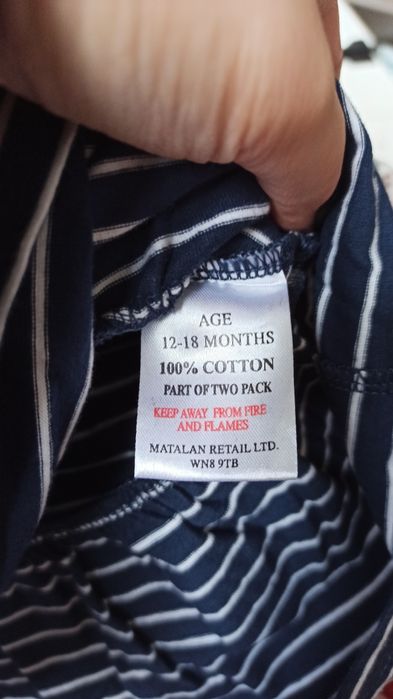 AGE
12-18 MONTHS
100% COTTON
PART OF TWO PACK
KEEP AWAY FROM FIRE
AND FLAMES
MATALAN RETAIL LTD.
WN8 9TB